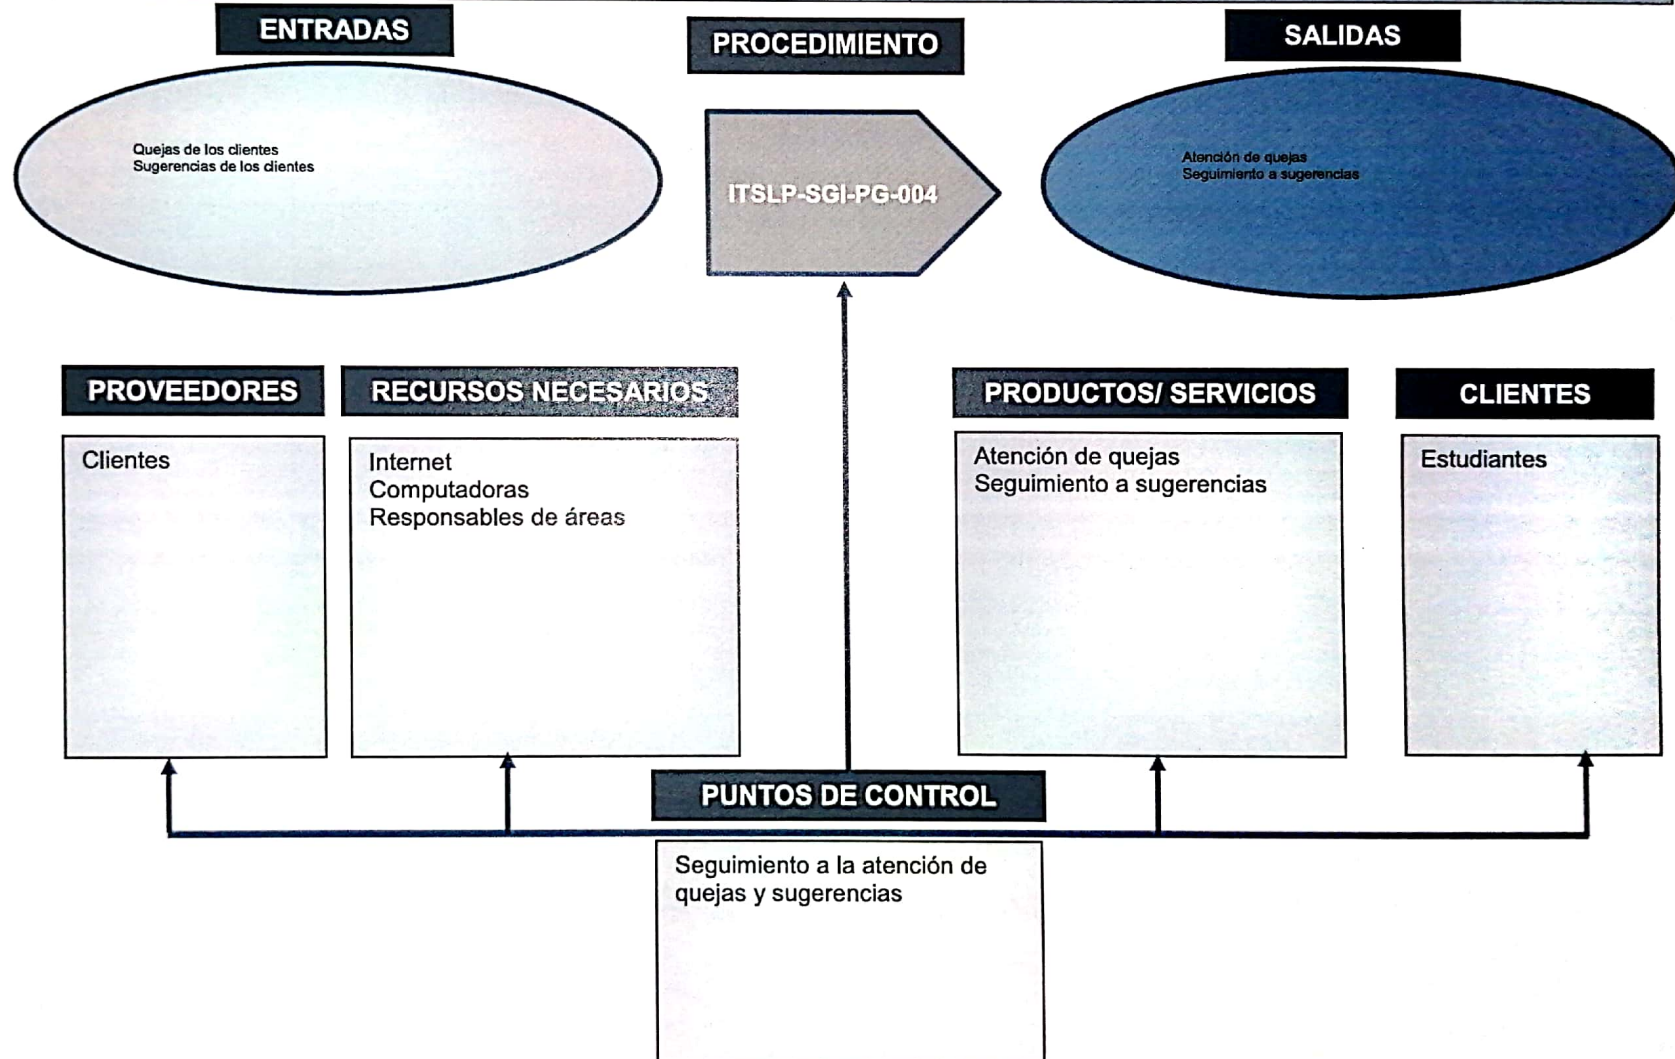 ENTRADAS
PROCEDIMIENTO
SALIDAS
Quejas de los clientes
Sugerencias de los clientes
ITSLP-SGI-PG-004
Atención de quejas
Seguimiento a sugerencias
PROVEEDORES
RECURSOS NECESARIOS
PRODUCTOS/ SERVICIOS
CLIENTES
Clientes
Internet
Computadoras
Responsables de áreas
Atención de quejas
Seguimiento a sugerencias
Estudiantes
PUNTOS DE CONTROL
Seguimiento a la atención de
quejas y sugerencias